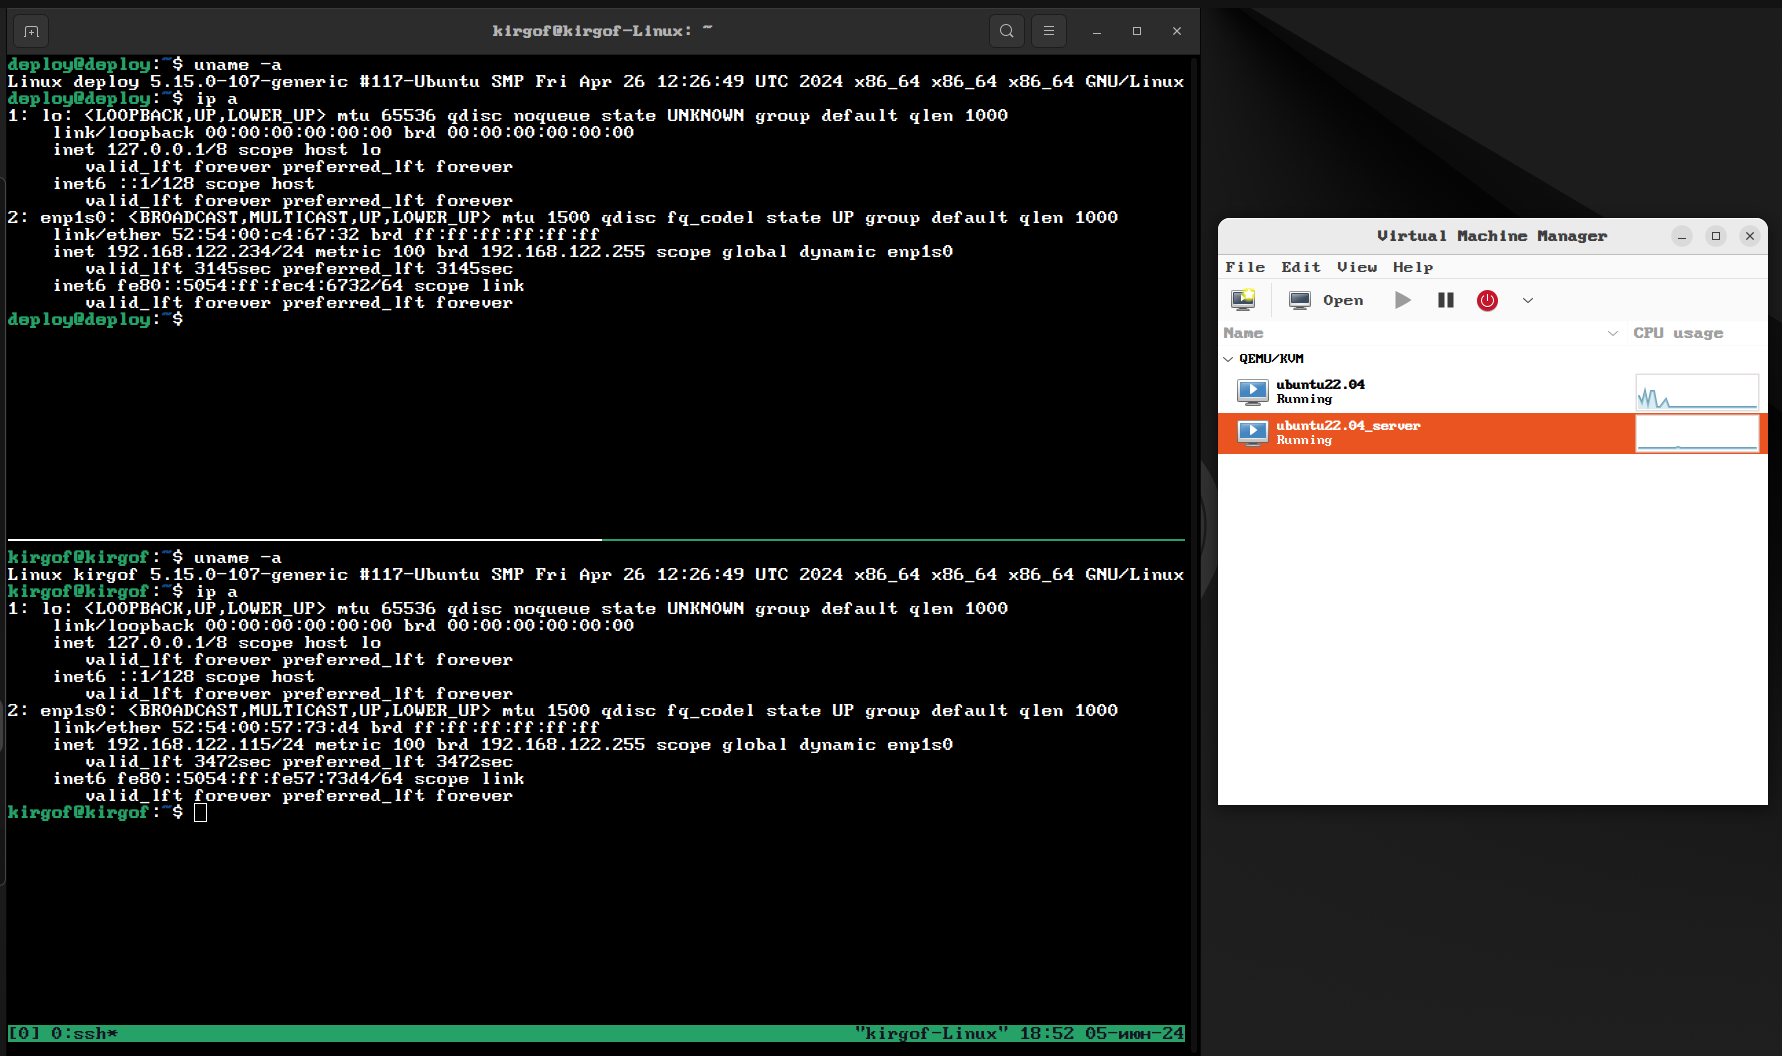 kirgof@kirgof-Linux: ~
deploy@deploy:~$ uname -a
Linux deploy 5.15.0-107-generic #117-Ubuntu SMP Fri Apr 26 12:26:49 UTC 2024 x86_64 x86_64 x86_64 GNU/Linux
deploy@deploy:~$ ip a
1: lo: <LOOPBACK,UP,LOWER_UP> mtu 65536 qdisc noqueue state UNKNOWN group default qlen 1000
    link/loopback 00:00:00:00:00:00 brd 00:00:00:00:00:00
    inet 127.0.0.1/8 scope host lo
       valid_lft forever preferred_lft forever
    inet6 ::1/128 scope host
       valid_lft forever preferred_lft forever
2: enp1s0: <BROADCAST,MULTICAST,UP,LOWER_UP> mtu 1500 qdisc fq_codel state UP group default qlen 1000
    link/ether 52:54:00:c4:67:32 brd ff:ff:ff:ff:ff:ff
    inet 192.168.122.234/24 metric 100 brd 192.168.122.255 scope global dynamic enp1s0
       valid_lft 3145sec preferred_lft 3145sec
    inet6 fe80::5054:ff:fec4:6732/64 scope link
       valid_lft forever preferred_lft forever
deploy@deploy:~$
kirgof@kirgof:~$ uname -a
Linux kirgof 5.15.0-107-generic #117-Ubuntu SMP Fri Apr 26 12:26:49 UTC 2024 x86_64 x86_64 x86_64 GNU/Linux
kirgof@kirgof:~$ ip a
1: lo: <LOOPBACK,UP,LOWER_UP> mtu 65536 qdisc noqueue state UNKNOWN group default qlen 1000
    link/loopback 00:00:00:00:00:00 brd 00:00:00:00:00:00
    inet 127.0.0.1/8 scope host lo
       valid_lft forever preferred_lft forever
    inet6 ::1/128 scope host
       valid_lft forever preferred_lft forever
2: enp1s0: <BROADCAST,MULTICAST,UP,LOWER_UP> mtu 1500 qdisc fq_codel state UP group default qlen 1000
    link/ether 52:54:00:57:73:d4 brd ff:ff:ff:ff:ff:ff
    inet 192.168.122.115/24 metric 100 brd 192.168.122.255 scope global dynamic enp1s0
       valid_lft 3472sec preferred_lft 3472sec
    inet6 fe80::5054:ff:fe57:73d4/64 scope link
       valid_lft forever preferred_lft forever
kirgof@kirgof:~$
[0] 0:ssh* "kirgof-Linux" 18:52 05-июн-24
Virtual Machine Manager
File Edit View Help
Open
Name CPU usage
QEMU/KVM
ubuntu22.04
Running
ubuntu22.04_server
Running